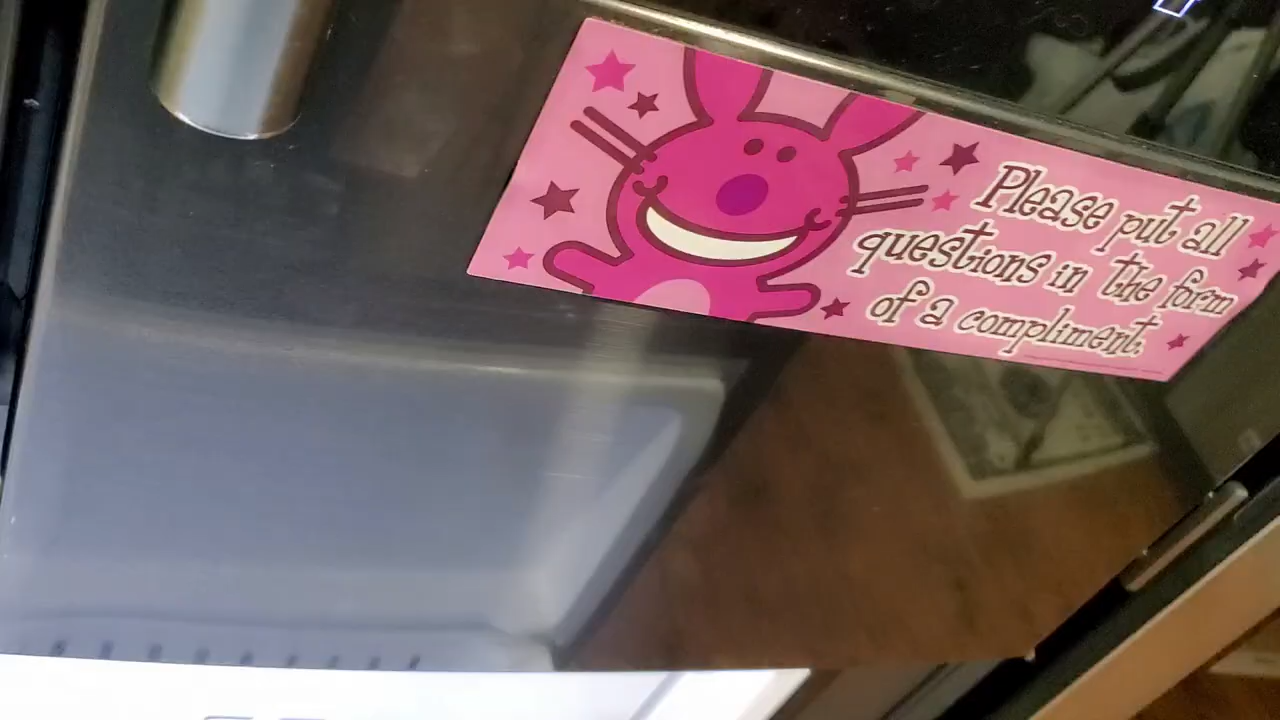 Please put all
questions in the form
of a compliment.